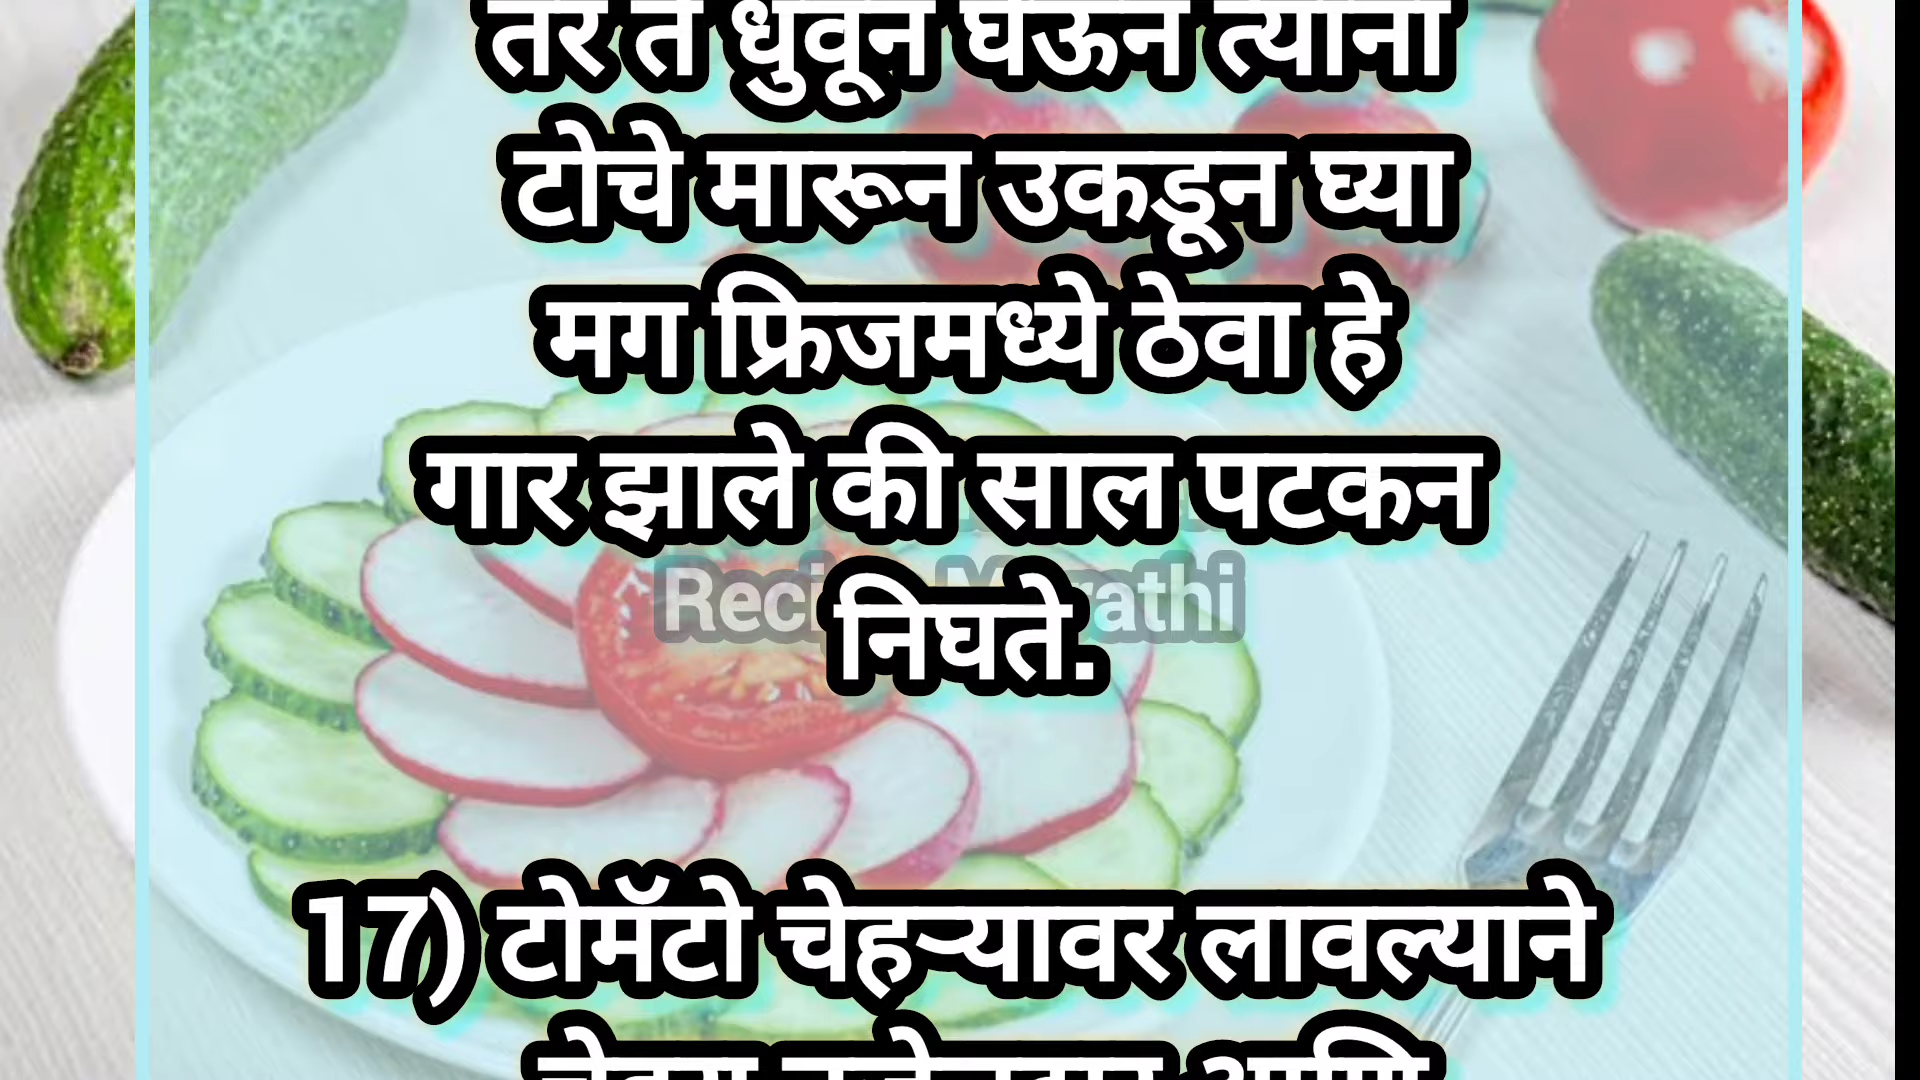 तर ते धुवून घेऊन त्यांना
टोचे मारून उकडून घ्या
मग फ्रिजमध्ये ठेवा हे
गार झाले की साल पटकन
निघते.
17) टोमॅटो चेहऱ्यावर लावल्याने